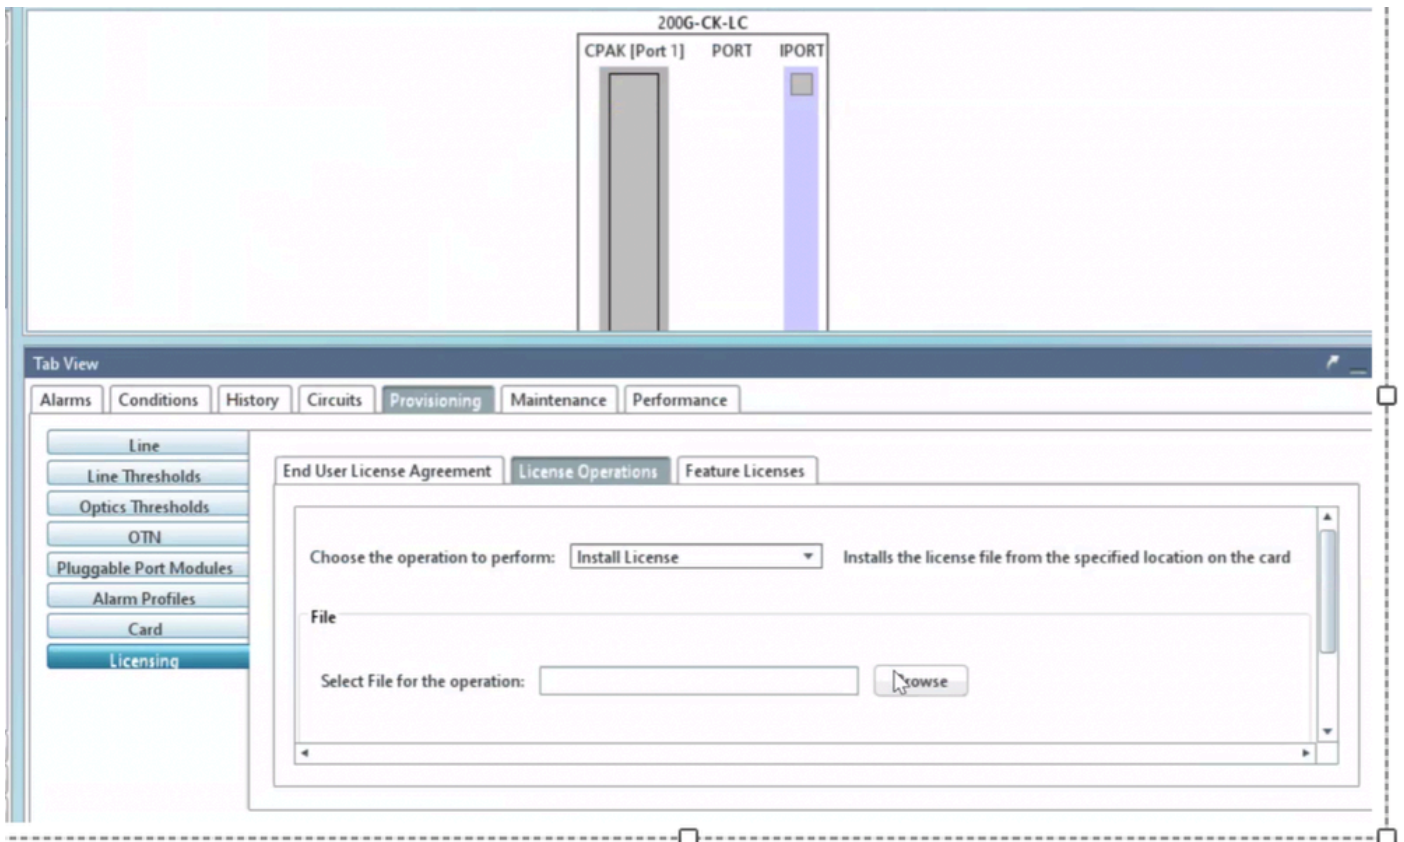 200G-CK-LC
CPAK [Port 1] PORT IPORT
Tab View
Alarms Conditions History Circuits Provisioning Maintenance Performance
Line
Line Thresholds
Optics Thresholds
OTN
Pluggable Port Modules
Alarm Profiles
Card
Licensing
End User License Agreement License Operations Feature Licenses
Choose the operation to perform: Install License Installs the license file from the specified location on the card
File
Select File for the operation: Browse